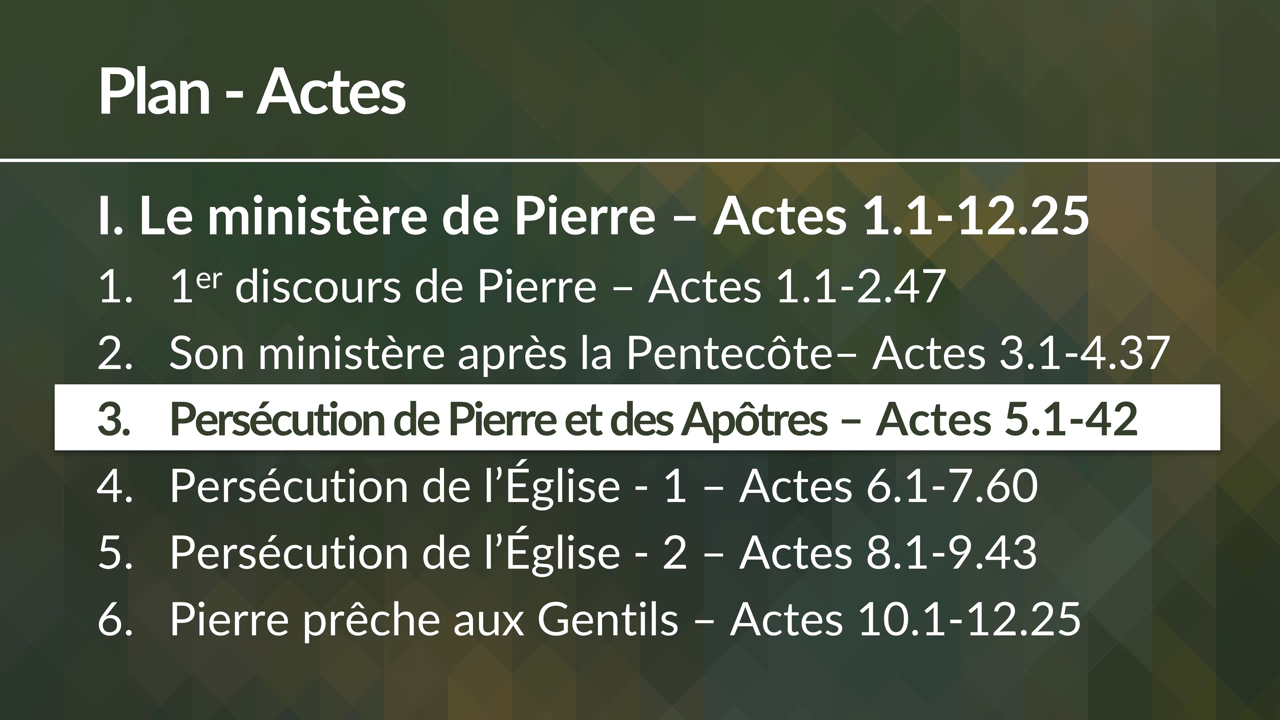 Plan - Actes
I. Le ministère de Pierre – Actes 1.1-12.25
1. 1er discours de Pierre – Actes 1.1-2.47
2. Son ministère après la Pentecôte– Actes 3.1-4.37
3. Persécution de Pierre et des Apôtres – Actes 5.1-42
4. Persécution de l’Église - 1 – Actes 6.1-7.60
5. Persécution de l’Église - 2 – Actes 8.1-9.43
6. Pierre prêche aux Gentils – Actes 10.1-12.25